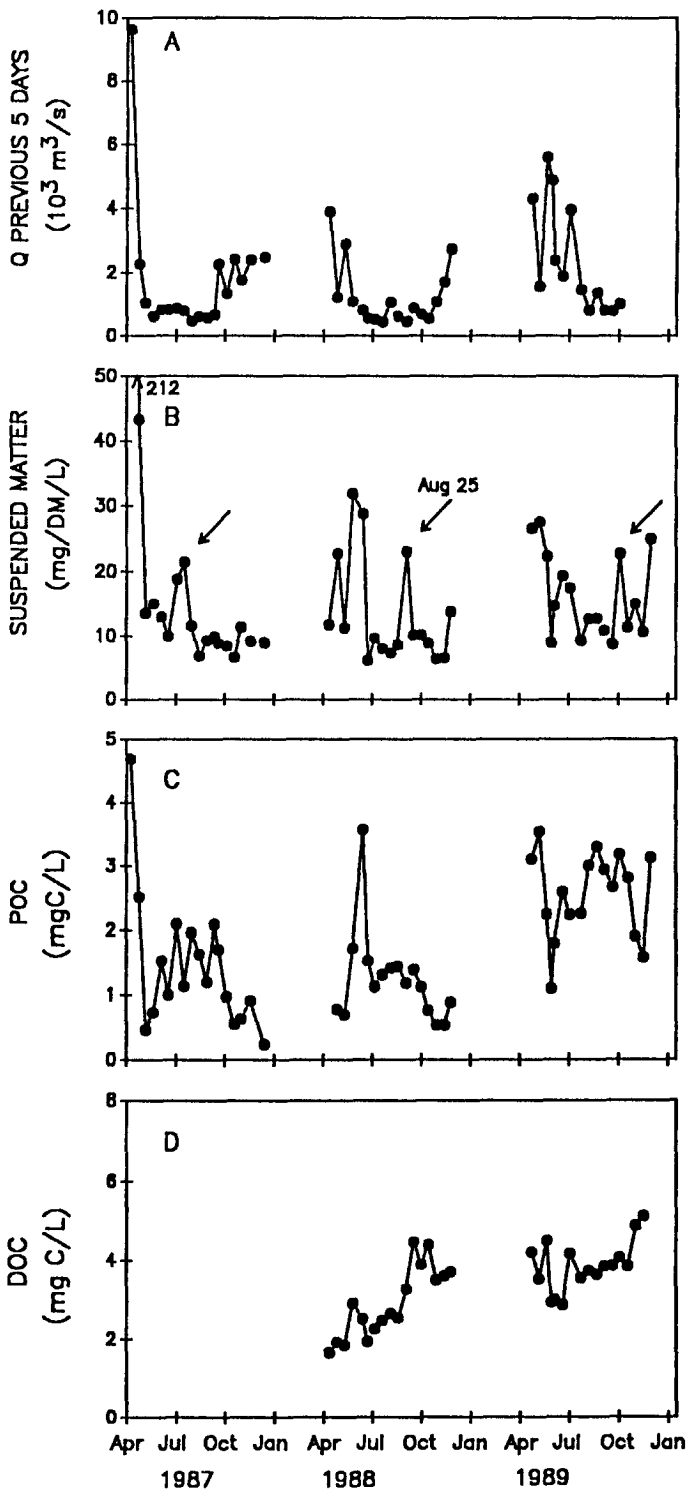 A
Q PREVIOUS 5 DAYS
(10³ m³/s)
10
8
6
4
2
0
B
212
Aug 25
SUSPENDED MATTER
(mg/DM/L)
50
40
30
20
10
0
C
POC
(mgC/L)
5
4
3
2
1
0
D
DOC
(mg C/L)
8
6
4
2
0
Apr Jul Oct Jan Apr Jul Oct Jan Apr Jul Oct Jan
1987 1988 1989